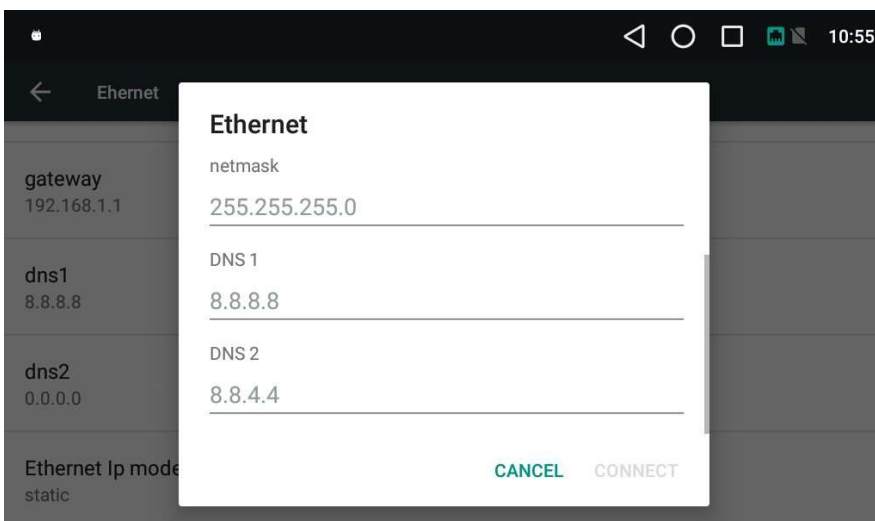 10:55
Ehernet
Ethernet
netmask
255.255.255.0
DNS 1
8.8.8.8
DNS 2
8.8.4.4
CANCEL CONNECT
gateway
192.168.1.1
dns1
8.8.8.8
dns2
0.0.0.0
Ethernet Ip mode
static